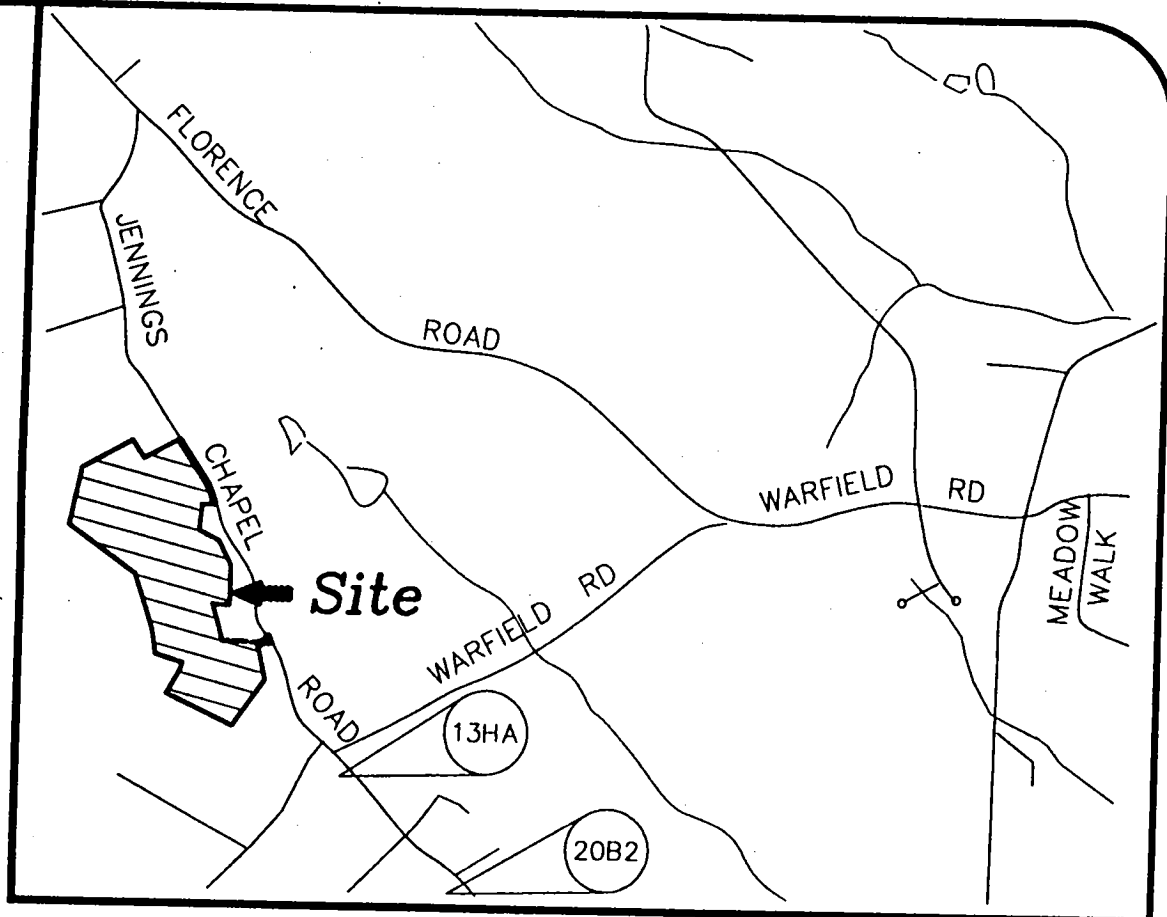 FLORENCE
ROAD
JENNINGS
CHAPEL
ROAD
WARFIELD RD
WARFIELD RD
MEADOW
WALK
Site
13HA
20B2